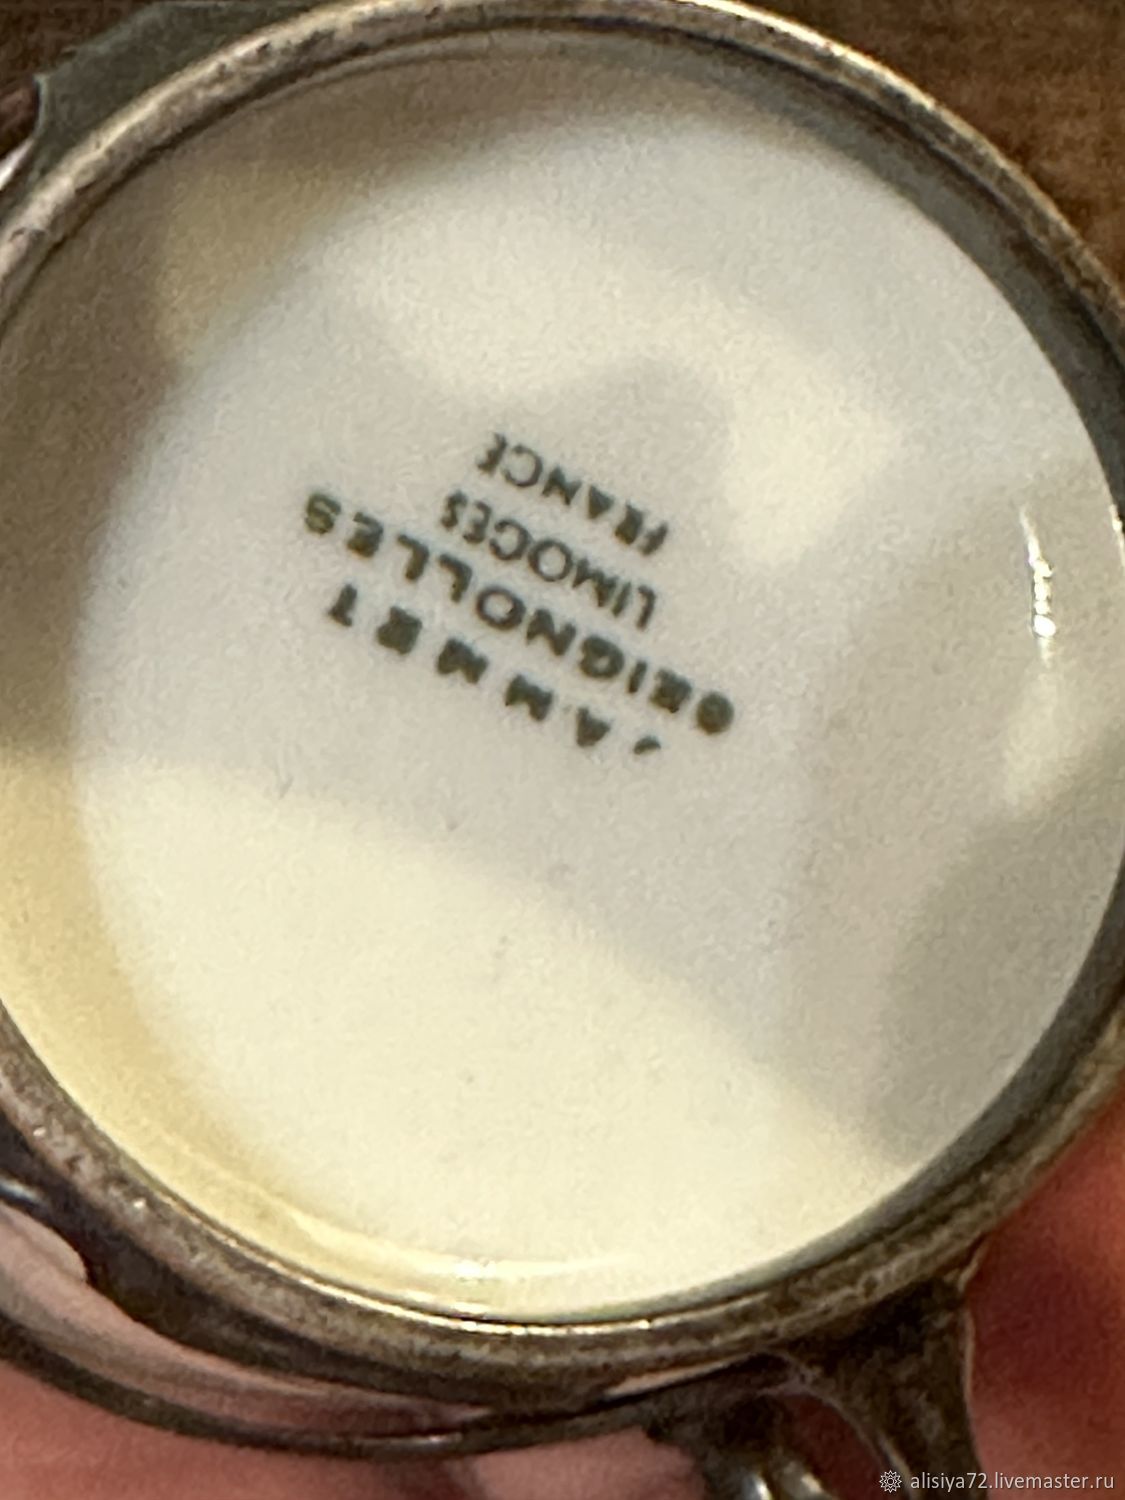 JAMMET
SEIGNOLLES
LIMOGES
FRANCE
alisiya72.livemaster.ru